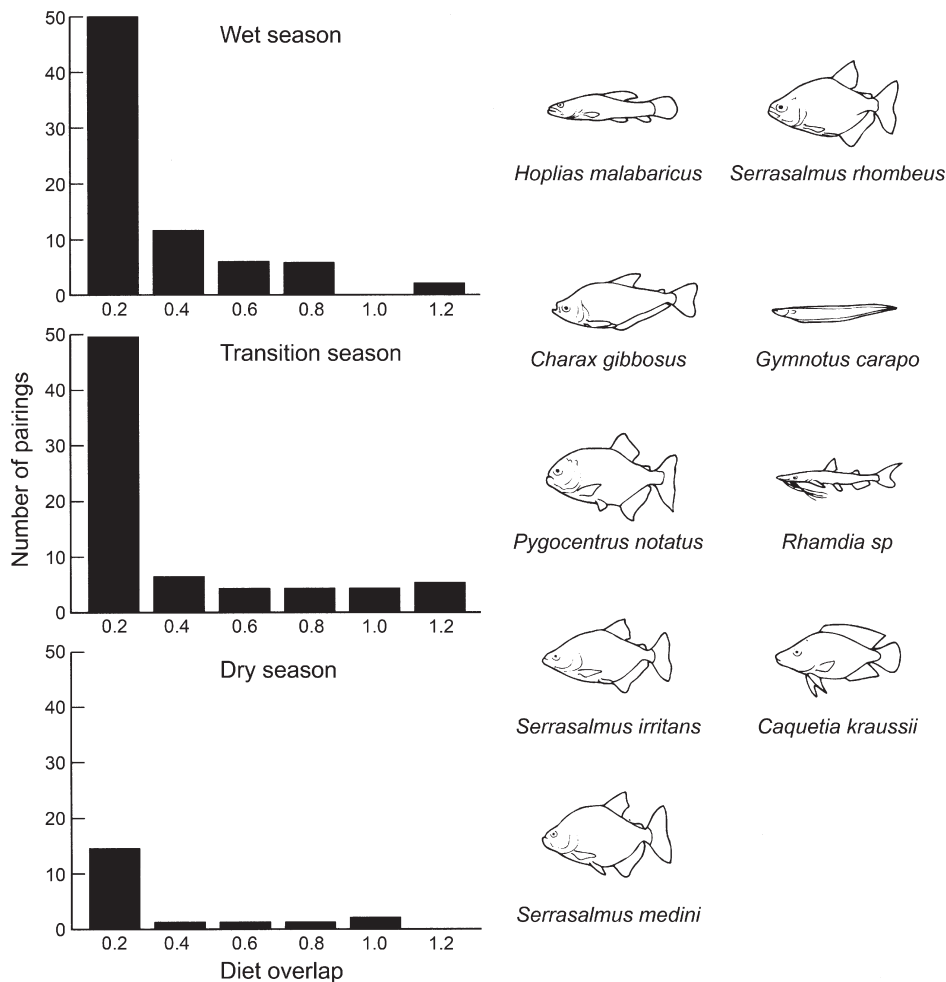 Wet season
50
40
30
20
10
0
0.2 0.4 0.6 0.8 1.0 1.2
Transition season
50
40
30
20
10
0
0.2 0.4 0.6 0.8 1.0 1.2
Dry season
50
40
30
20
10
0
0.2 0.4 0.6 0.8 1.0 1.2
Number of pairings
Diet overlap
Hoplias malabaricus Serrasalmus rhombeus
Charax gibbosus Gymnotus carapo
Pygocentrus notatus Rhamdia sp
Serrasalmus irritans Caquetia kraussii
Serrasalmus medini